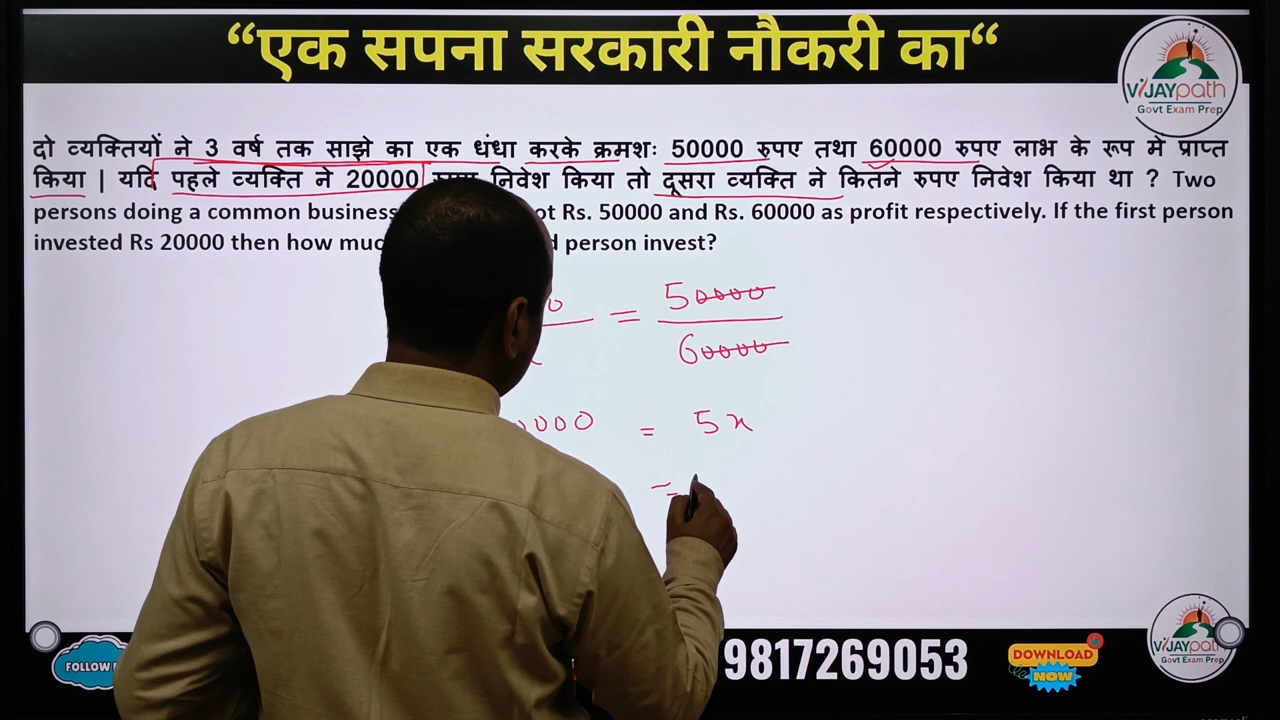 “एक सपना सरकारी नौकरी का“
VIJAYpath
Govt Exam Prep
दो व्यक्तियों ने 3 वर्ष तक साझे का एक धंधा करके क्रमशः 50000 रुपए तथा 60000 रुपए लाभ के रूप मे प्राप्त
किया | यदि पहले व्यक्ति ने 20000 निवेश किया तो दूसरा व्यक्ति ने कितने रुपए निवेश किया था ? Two
persons doing a common business Rs. 50000 and Rs. 60000 as profit respectively. If the first person
invested Rs 20000 then how person invest?
= 50000
60000
0000 = 5x
=
FOLLOW
9817269053
DOWNLOAD
NOW
VIJAYpath
Govt Exam Prep